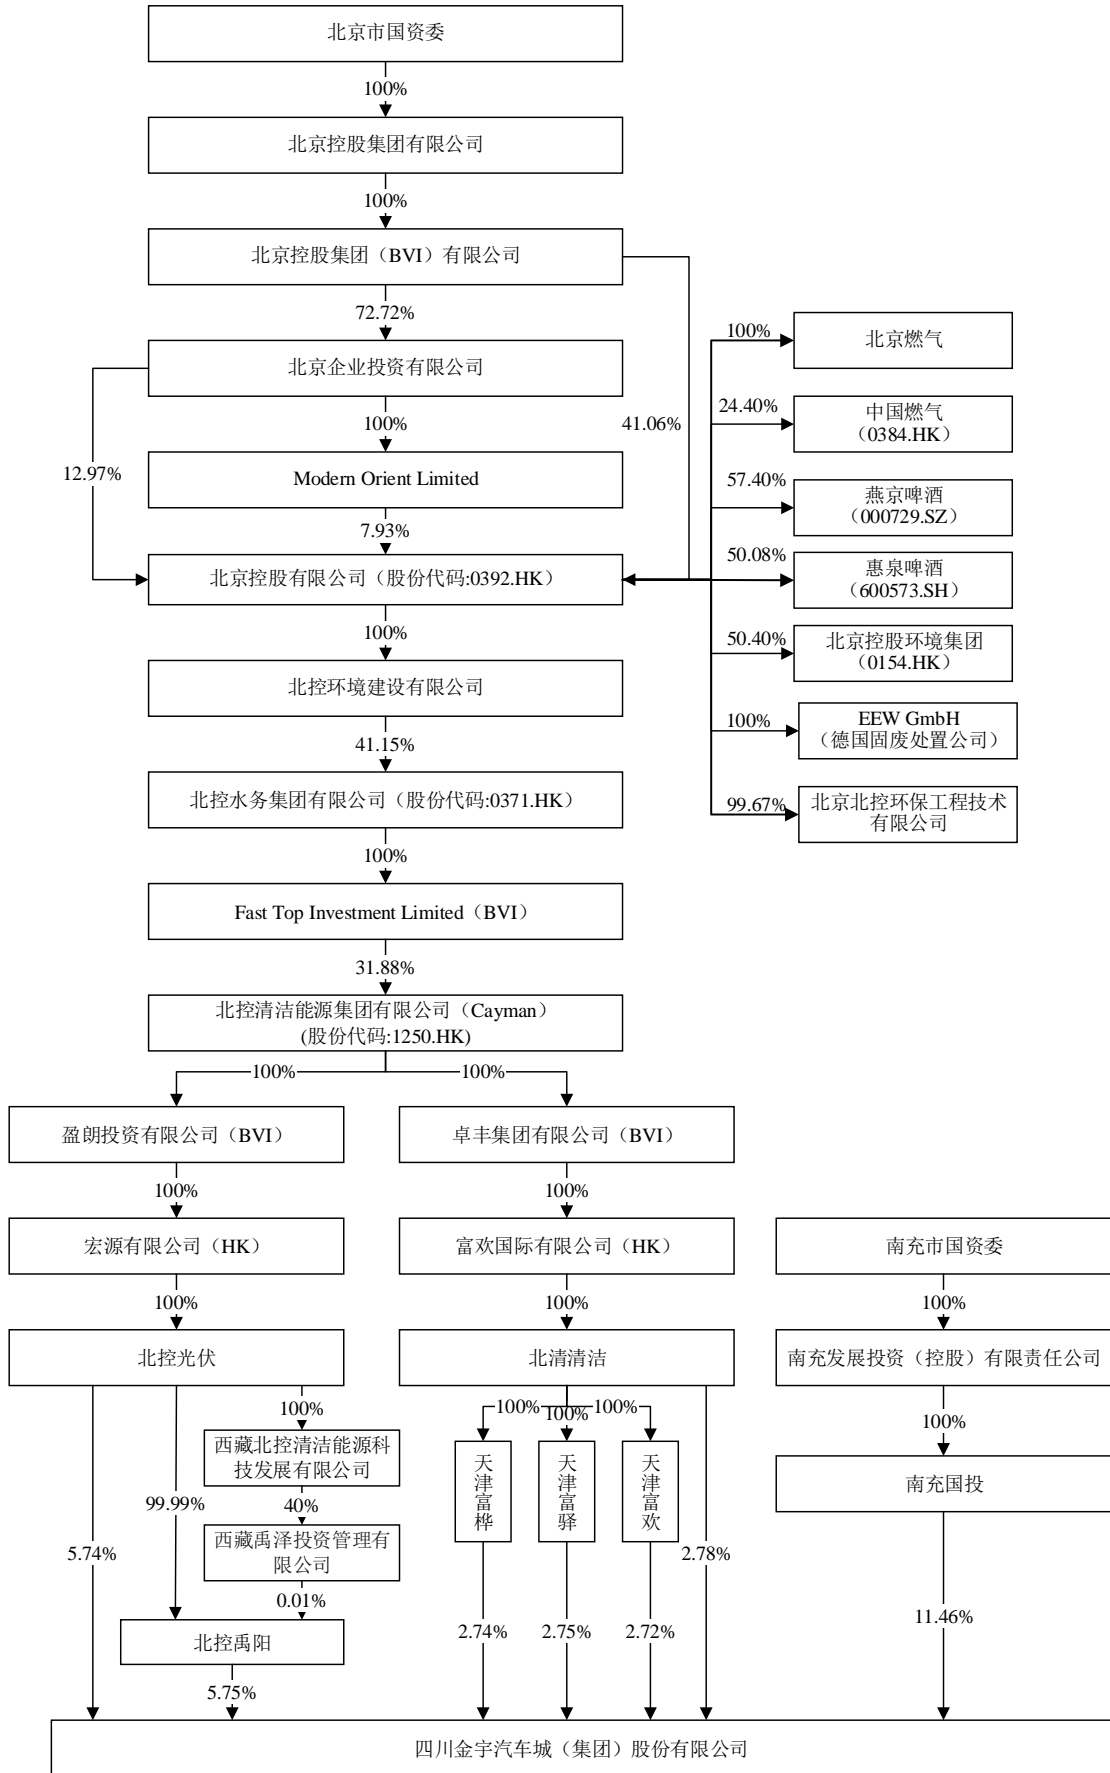 北京市国资委
100%
北京控股集团有限公司
100%
北京控股集团（BVI）有限公司
72.72%
北京企业投资有限公司
100%
Modern Orient Limited
7.93%
12.97%
41.06%
北京控股有限公司（股份代码:0392.HK）
100%
北京燃气
24.40%
中国燃气
（0384.HK）
57.40%
燕京啤酒
（000729.SZ）
50.08%
惠泉啤酒
（600573.SH）
50.40%
北京控股环境集团
（0154.HK）
100%
EEW GmbH
（德国固废处置公司）
99.67%
北京北控环保工程技术
有限公司
100%
北控环境建设有限公司
41.15%
北控水务集团有限公司（股份代码:0371.HK）
100%
Fast Top Investment Limited（BVI）
31.88%
北控清洁能源集团有限公司（Cayman）
(股份代码:1250.HK)
100%
100%
盈朗投资有限公司（BVI）
卓丰集团有限公司（BVI）
100%
100%
宏源有限公司（HK）
富欢国际有限公司（HK）
南充市国资委
100%
100%
100%
北控光伏
北清清洁
南充发展投资（控股）有限责任公司
100%
100%
100%
100%
100%
西藏北控清洁能源科
技发展有限公司
天津富桦
天津富驿
天津富欢
南充国投
99.99%
40%
西藏禹泽投资管理有
限公司
5.74%
2.78%
0.01%
北控禹阳
2.74%
2.75%
2.72%
11.46%
5.75%
四川金宇汽车城（集团）股份有限公司